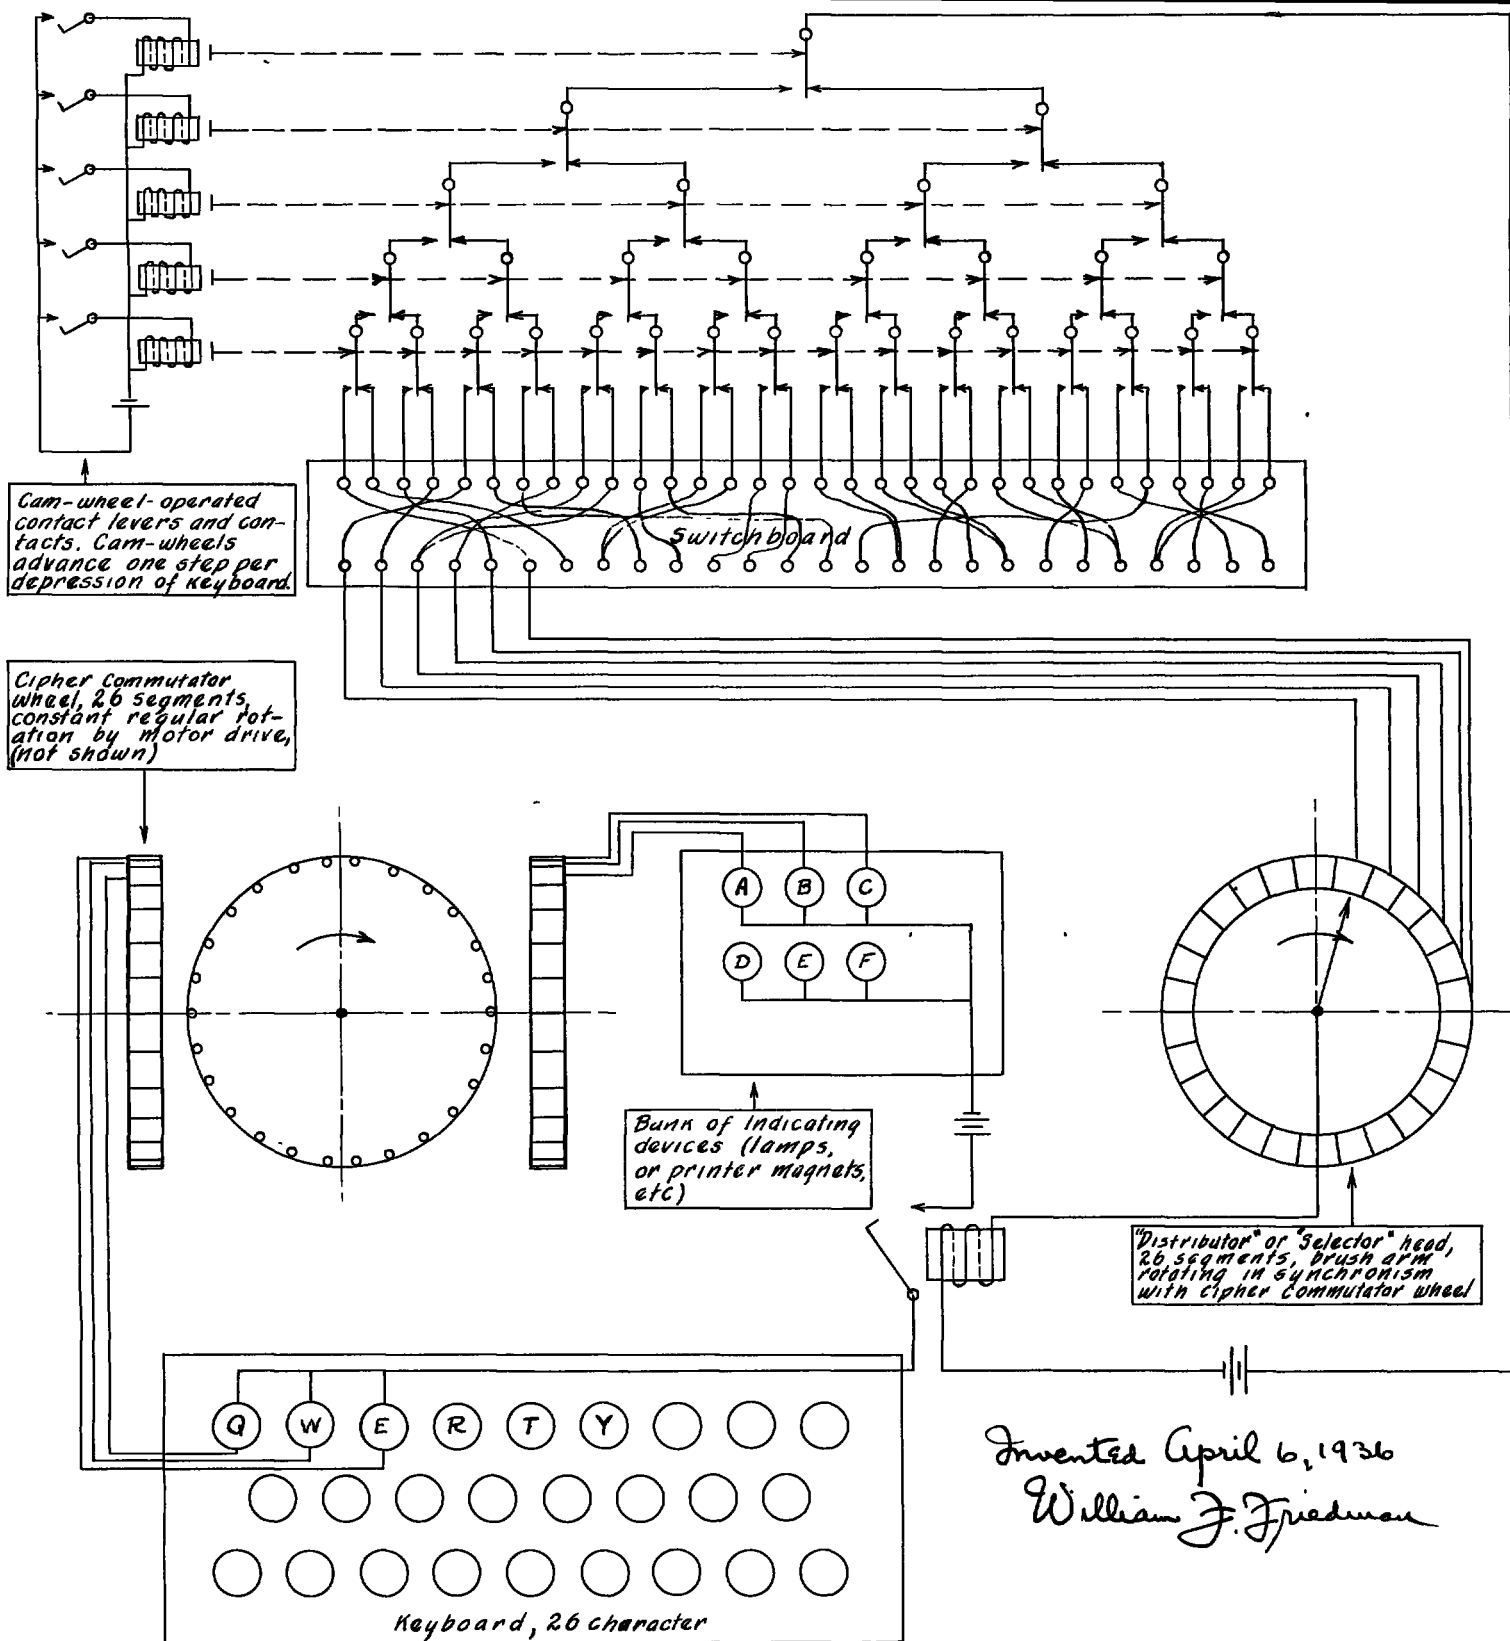 Cam-wheel-operated
contact levers and con-
tacts. Cam-wheels
advance one step per
depression of keyboard.
Switchboard
Cipher Commutator
wheel, 26 segments,
constant regular rot-
ation by motor drive,
(not shown)
A B C
D E F
Bank of indicating
devices (lamps,
or printer magnets,
etc)
"Distributor" or "Selector" head,
26 segments, brush arm
rotating in synchronism
with cipher commutator wheel
Q W E R T Y
Keyboard, 26 character
Invented April 6, 1936
William F. Friedman